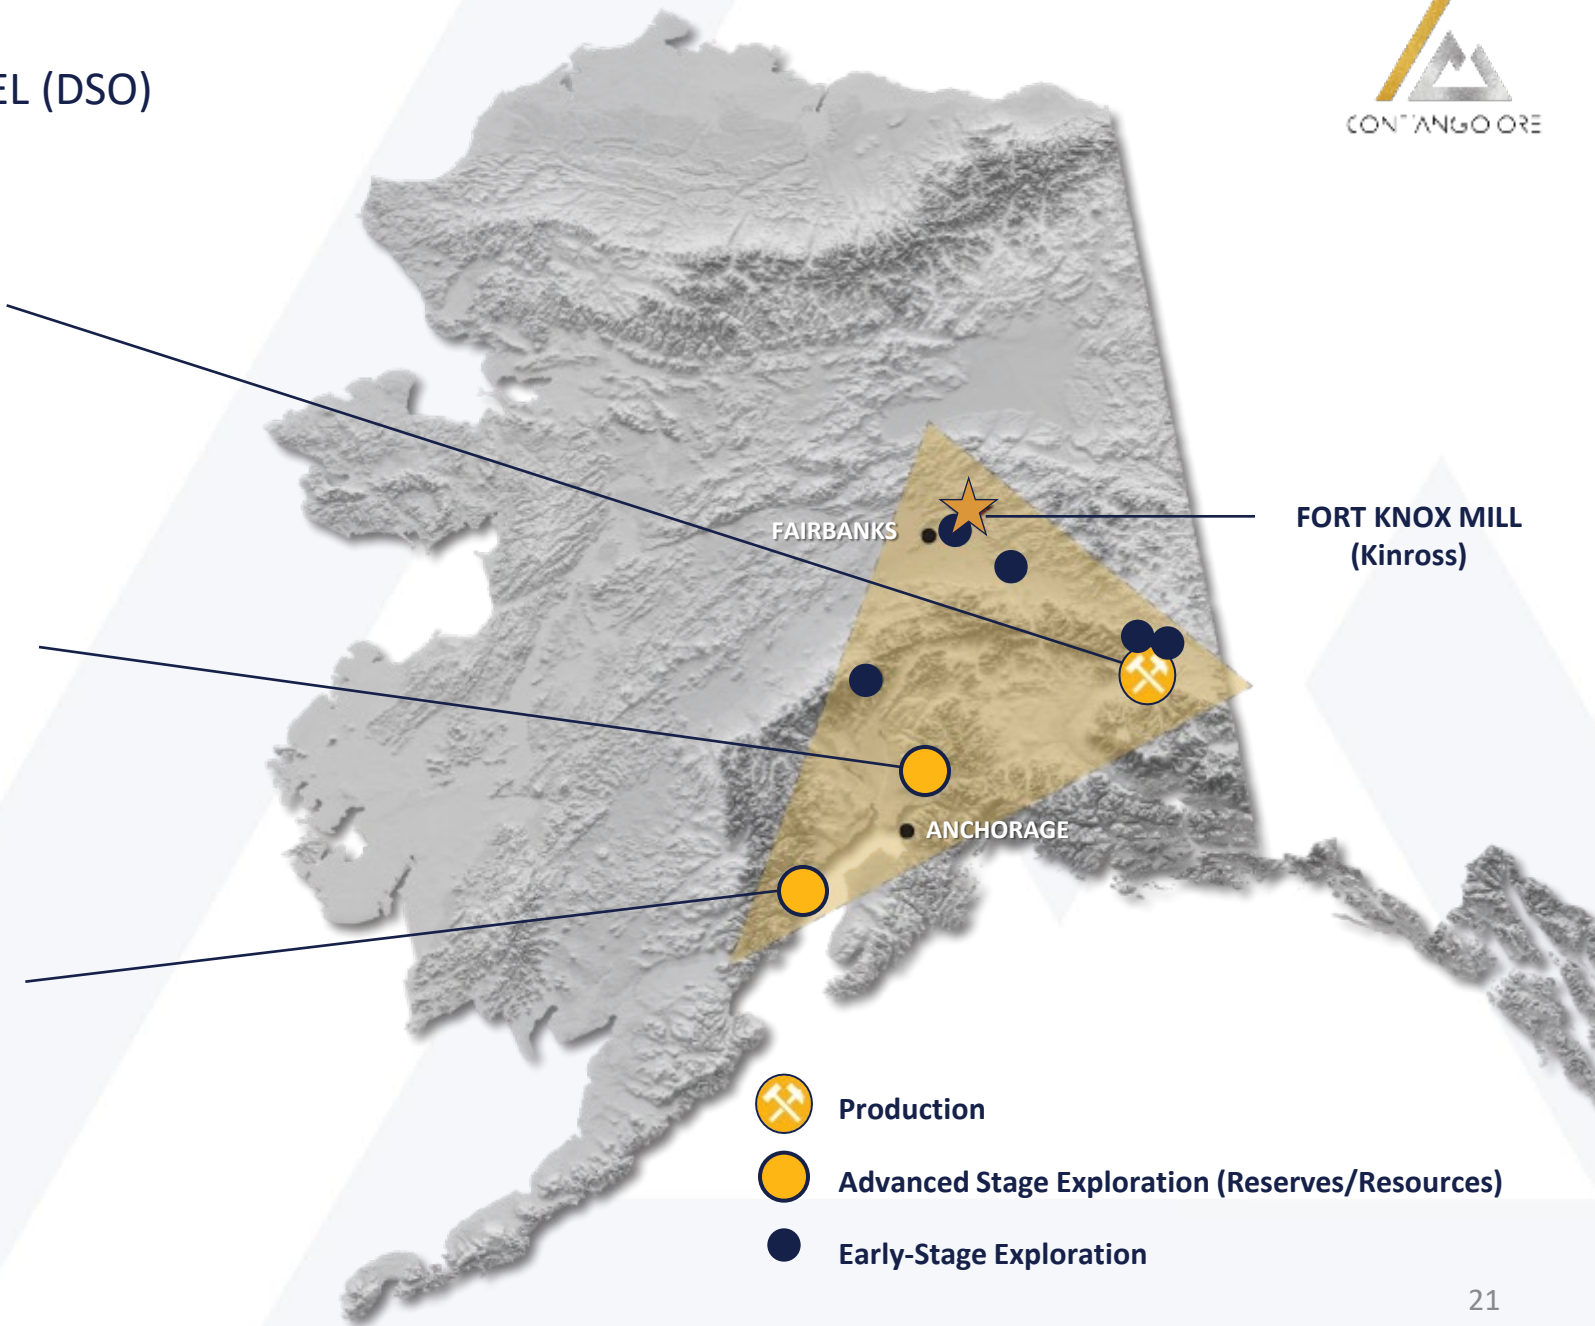 EL (DSO)
CONTANGO ORE
FAIRBANKS
FORT KNOX MILL
(Kinross)
ANCHORAGE
Production
Advanced Stage Exploration (Reserves/Resources)
Early-Stage Exploration
21